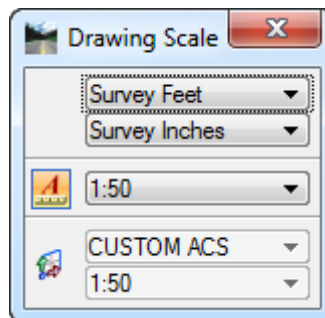 Drawing Scale
Survey Feet
Survey Inches
A
1:50
CUSTOM ACS
1:50